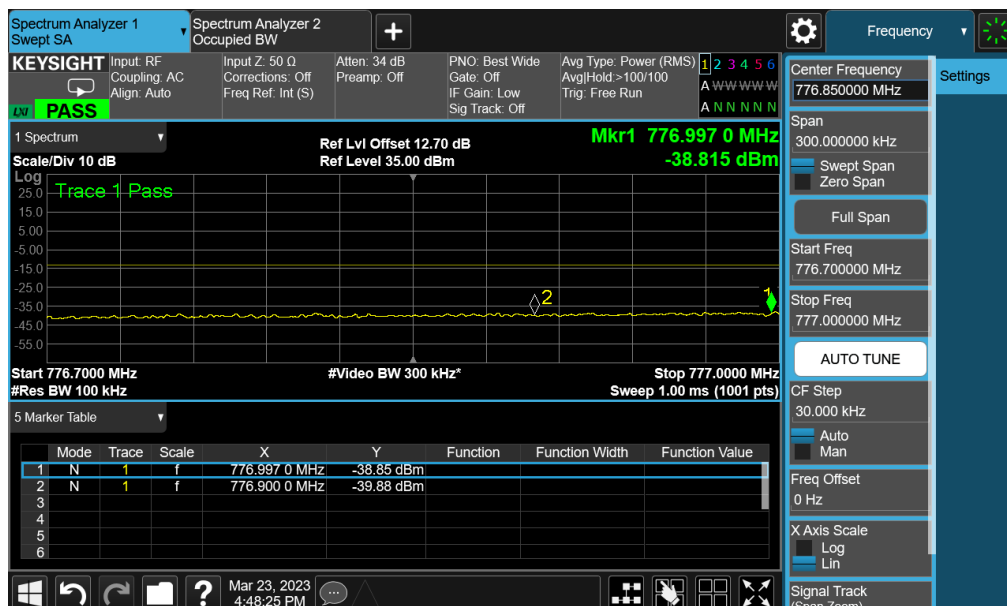 Spectrum Analyzer 1
Swept SA
Spectrum Analyzer 2
Occupied BW
Frequency
KEYSIGHT
LXI PASS
Input: RF
Coupling: AC
Align: Auto
Input Z: 50 Ω
Corrections: Off
Freq Ref: Int (S)
Atten: 34 dB
Preamp: Off
PNO: Best Wide
Gate: Off
IF Gain: Low
Sig Track: Off
Avg Type: Power (RMS)
Avg|Hold:>100/100
Trig: Free Run
1 2 3 4 5 6
A W W W W W
A N N N N N
1 Spectrum
Scale/Div 10 dB
Ref Lvl Offset 12.70 dB
Ref Level 35.00 dBm
Mkr1 776.997 0 MHz
-38.815 dBm
Log
Trace 1 Pass
25.0
15.0
5.00
-5.00
-15.0
-25.0
-35.0
-45.0
-55.0
2
1
Start 776.7000 MHz
#Video BW 300 kHz*
Stop 777.0000 MHz
#Res BW 100 kHz
Sweep 1.00 ms (1001 pts)
5 Marker Table
Mode Trace Scale X Y Function Function Width Function Value
1 N 1 f 776.997 0 MHz -38.85 dBm
2 N 1 f 776.900 0 MHz -39.88 dBm
3
4
5
6
Mar 23, 2023
4:48:25 PM
?
Center Frequency
776.850000 MHz
Settings
Span
300.000000 kHz
Swept Span
Zero Span
Full Span
Start Freq
776.700000 MHz
Stop Freq
777.000000 MHz
AUTO TUNE
CF Step
30.000 kHz
Auto
Man
Freq Offset
0 Hz
X Axis Scale
Log
Lin
Signal Track
(Span Zoom)